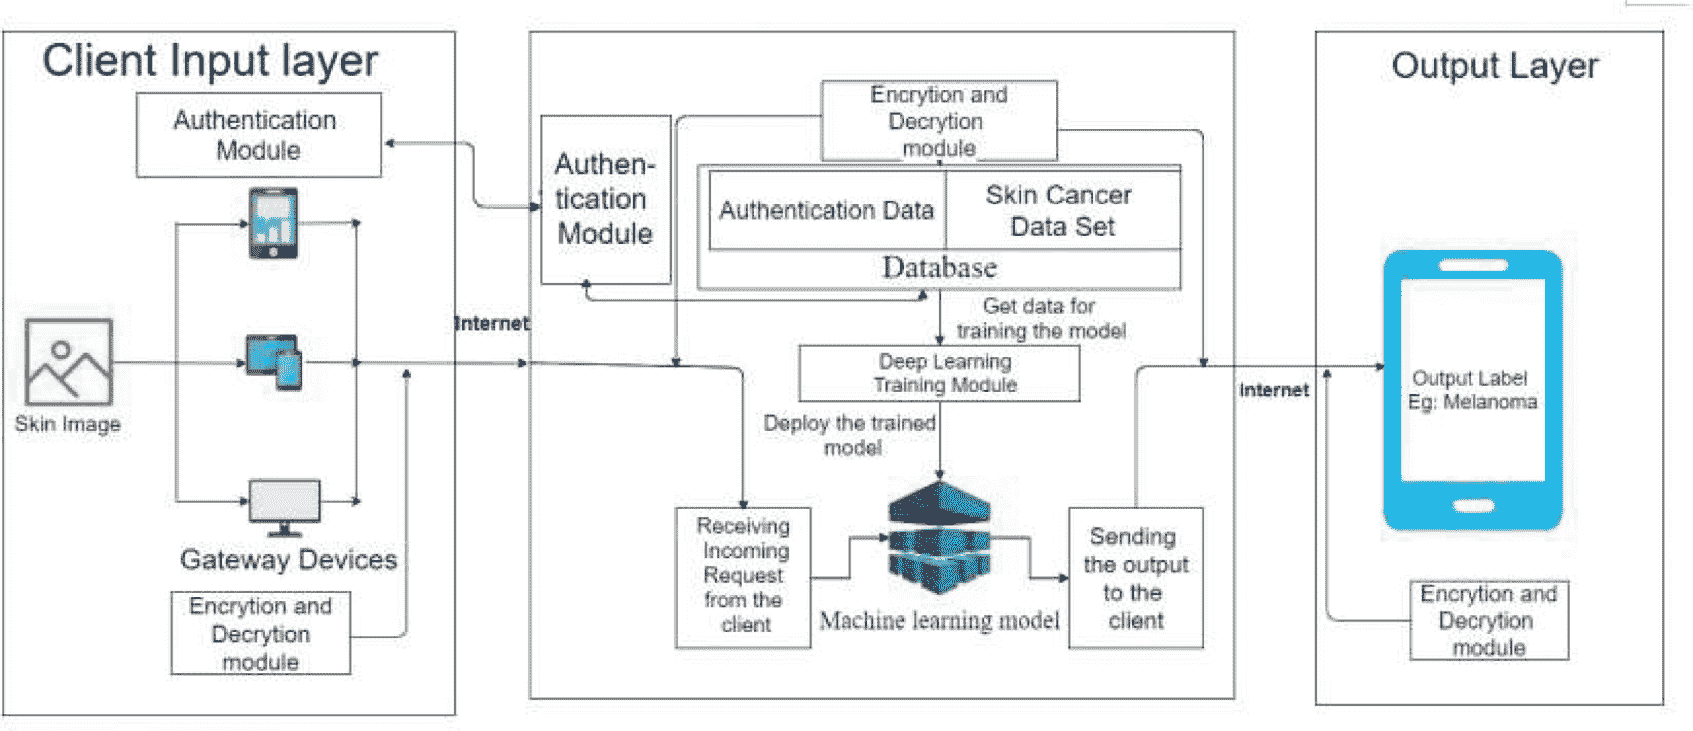 Client Input layer
Authentication
Module
Skin Image
Gateway Devices
Encrytion and
Decrytion
module
Internet
Authen-
tication
Module
Encrytion and
Decrytion
module
Authentication Data
Skin Cancer
Data Set
Database
Get data for
training the model
Deep Learning
Training Module
Deploy the trained
model
Receiving
Incoming
Request
from the
client
Machine learning model
Sending
the output
to the
client
internet
Output Layer
Output Label
Eg: Melanoma
Encrytion and
Decrytion
module